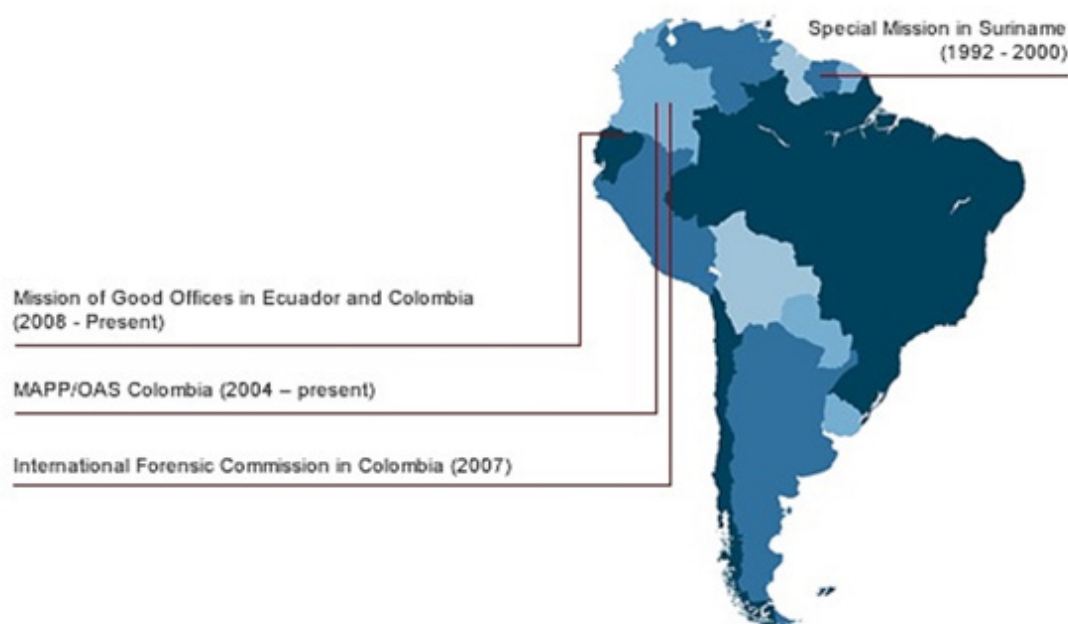 Special Mission in Suriname
(1992 - 2000)
Mission of Good Offices in Ecuador and Colombia
(2008 - Present)
MAPP/OAS Colombia (2004 – present)
International Forensic Commission in Colombia (2007)